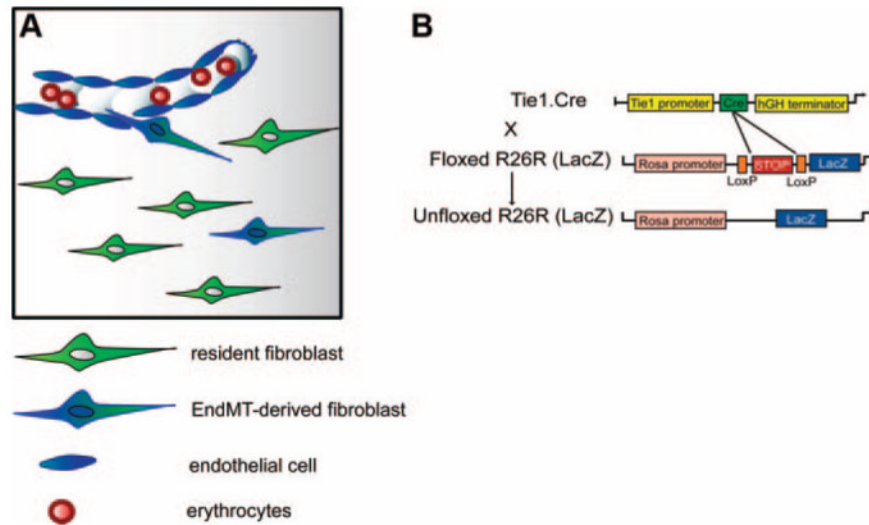 A
resident fibroblast
EndMT-derived fibroblast
endothelial cell
erythrocytes
B
Tie1.Cre
Tie1 promoter Cre hGH terminator
X
Floxed R26R (LacZ)
Rosa promoter STOP LacZ
LoxP LoxP
Unfloxed R26R (LacZ)
Rosa promoter LacZ